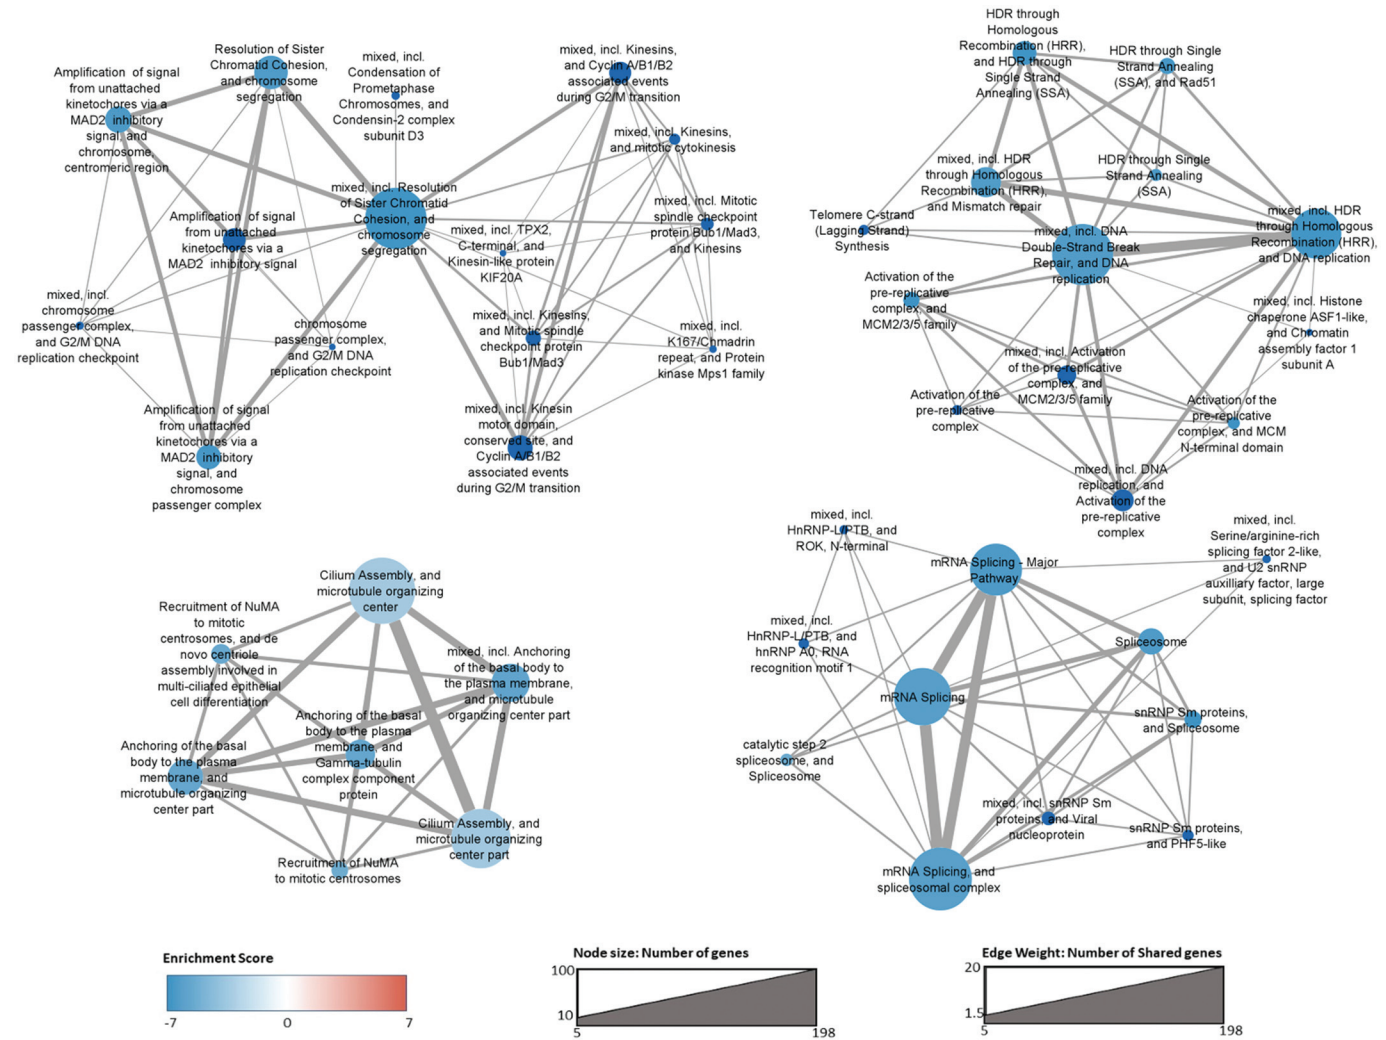 Resolution of Sister
Chromatid Cohesion,
and chromosome
segregation
Amplification of signal
from unattached
kinetochores via a
MAD2 inhibitory
signal, and
chromosome,
centromeric region
mixed, incl.
Condensation of
Prometaphase
Chromosomes, and
Condensin-2 complex
subunit D3
mixed, incl. Kinesins,
and Cyclin A/B1/B2
associated events
during G2/M transition
mixed, incl. Kinesins,
and mitotic cytokinesis
mixed, incl. Resolution
of Sister Chromatid
Cohesion, and
chromosome
segregation
mixed, incl. Mitotic
spindle checkpoint
protein Bub1/Mad3,
and Kinesins
Amplification of signal
from unattached
kinetochores via a
MAD2 inhibitory signal
mixed, incl. TPX2,
C-terminal, and
Kinesin-like protein
KIF20A
mixed, incl.
chromosome
passenger complex,
and G2/M DNA
replication checkpoint
chromosome
passenger complex,
and G2/M DNA
replication checkpoint
mixed, incl. Kinesins,
and Mitotic spindle
checkpoint protein
Bub1/Mad3
mixed, incl.
K167/Chmadrin
repeat, and Protein
kinase Mps1 family
Amplification of signal
from unattached
kinetochores via a
MAD2 inhibitory
signal, and
chromosome
passenger complex
mixed, incl. Kinesin
motor domain,
conserved site, and
Cyclin A/B1/B2
associated events
during G2/M transition
HDR through
Homologous
Recombination (HRR),
and HDR through
Single Strand
Annealing (SSA)
HDR through Single
Strand Annealing
(SSA), and Rad51
mixed, incl. HDR
through Homologous
Recombination (HRR),
and Mismatch repair
HDR through Single
Strand Annealing
(SSA)
Telomere C-strand
(Lagging Strand)
Synthesis
mixed, incl. DNA
Double-Strand Break
Repair, and DNA
replication
mixed, incl. HDR
through Homologous
Recombination (HRR),
and DNA replication
Activation of the
pre-replicative
complex, and
MCM2/3/5 family
mixed, incl. Histone
chaperone ASF1-like,
and Chromatin
assembly factor 1
subunit A
mixed, incl. Activation
of the pre-replicative
complex, and
MCM2/3/5 family
Activation of the
pre-replicative
complex
Activation of the
pre-replicative
complex, and MCM
N-terminal domain
mixed, incl. DNA
replication, and
Activation of the
pre-replicative
complex
Cilium Assembly, and
microtubule organizing
center
Recruitment of NuMA
to mitotic
centrosomes, and de
novo centriole
assembly involved in
multi-ciliated epithelial
cell differentiation
mixed, incl. Anchoring
of the basal body to
the plasma membrane,
and microtubule
organizing center part
Anchoring of the basal
body to the plasma
membrane, and
Gamma-tubulin
complex component
protein
Anchoring of the basal
body to the plasma
membrane, and
microtubule organizing
center part
Cilium Assembly, and
microtubule organizing
center part
Recruitment of NuMA
to mitotic centrosomes
mixed, incl.
HnRNP-L/PTB, and
ROK, N-terminal
mRNA Splicing - Major
Pathway
mixed, incl.
Serine/arginine-rich
splicing factor 2-like,
and U2 snRNP
auxilliary factor, large
subunit, splicing factor
mixed, incl.
HnRNP-L/PTB, and
hnRNP A0, RNA
recognition motif 1
Spliceosome
mRNA Splicing
snRNP Sm proteins,
and Spliceosome
catalytic step 2
spliceosome, and
Spliceosome
mixed, incl. snRNP Sm
proteins, and Viral
nucleoprotein
snRNP Sm proteins,
and PHF5-like
mRNA Splicing, and
spliceosomal complex
Enrichment Score
-7
0
7
Node size: Number of genes
100
10
5
198
Edge Weight: Number of Shared genes
20
1.5
5
198